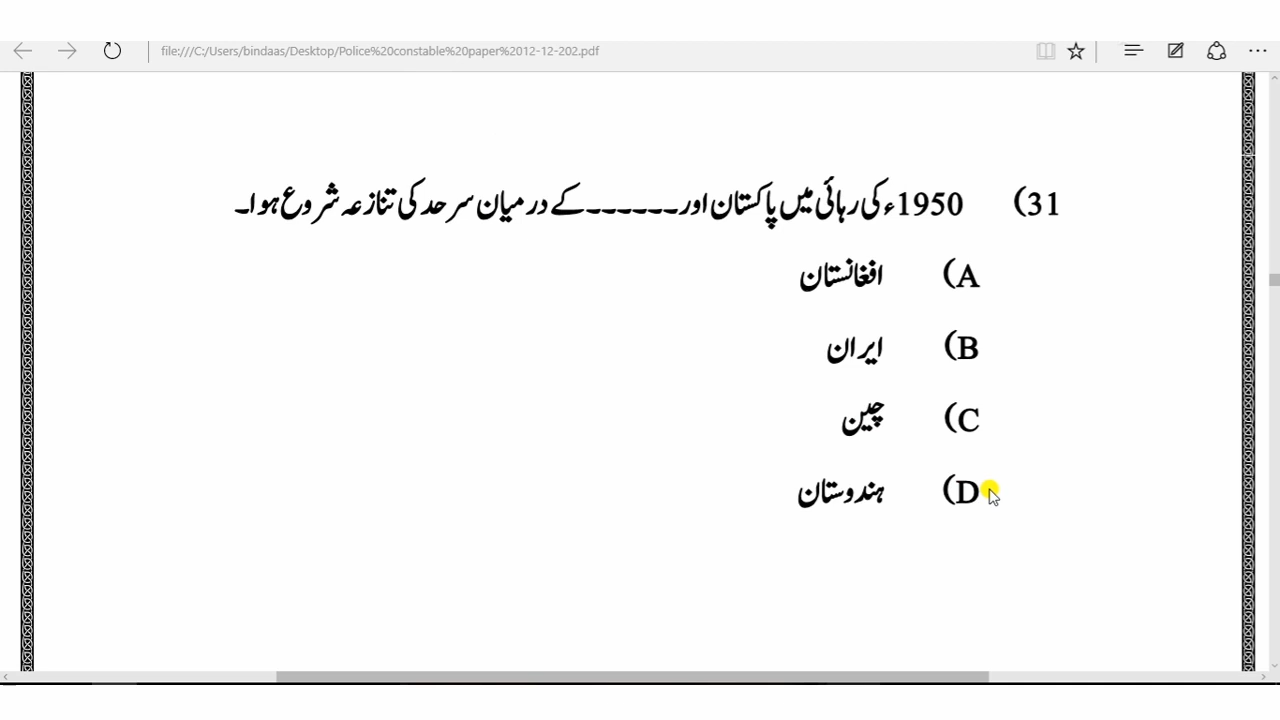 file:///C:/Users/bindaas/Desktop/Police%20constable%20paper%2012-12-202.pdf
31) 1950ء کی رہائی میں پاکستان اور ------ کے درمیان سرحد کی تنازعہ شروع ہوا۔
A) افغانستان
B) ایران
C) چین
D) ہندوستان